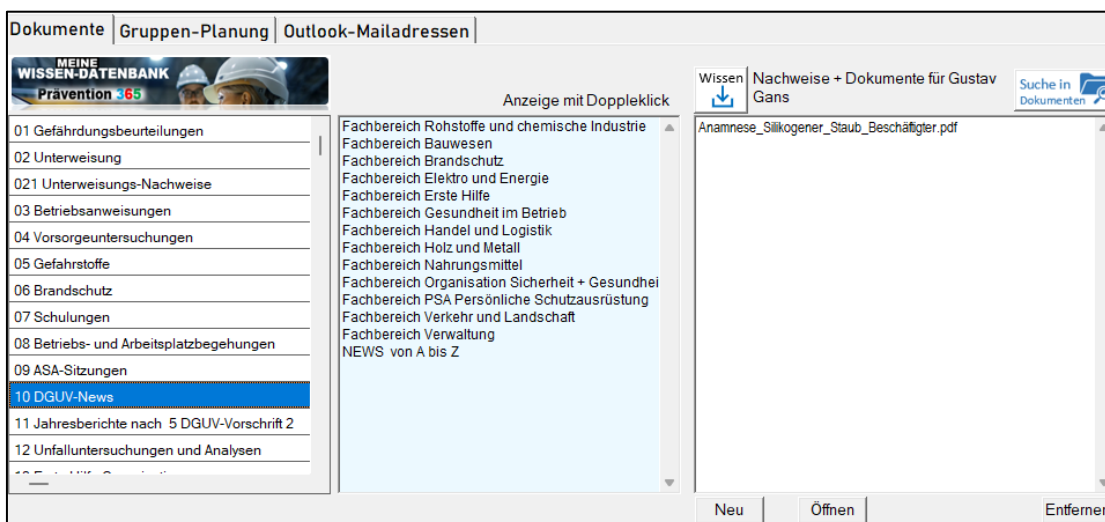 Dokumente
Gruppen-Planung
Outlook-Mailadressen
MEINE
WISSEN-DATENBANK
Prävention 365
Anzeige mit Doppleklick
Wissen
Nachweise + Dokumente für Gustav
Gans
Suche in
Dokumenten
01 Gefährdungsbeurteilungen
02 Unterweisung
021 Unterweisungs-Nachweise
03 Betriebsanweisungen
04 Vorsorgeuntersuchungen
05 Gefahrstoffe
06 Brandschutz
07 Schulungen
08 Betriebs- und Arbeitsplatzbegehungen
09 ASA-Sitzungen
10 DGUV-News
11 Jahresberichte nach 5 DGUV-Vorschrift 2
12 Unfalluntersuchungen und Analysen
Fachbereich Rohstoffe und chemische Industrie
Fachbereich Bauwesen
Fachbereich Brandschutz
Fachbereich Elektro und Energie
Fachbereich Erste Hilfe
Fachbereich Gesundheit im Betrieb
Fachbereich Handel und Logistik
Fachbereich Holz und Metall
Fachbereich Nahrungsmittel
Fachbereich Organisation Sicherheit + Gesundhei
Fachbereich PSA Persönliche Schutzausrüstung
Fachbereich Verkehr und Landschaft
Fachbereich Verwaltung
NEWS von A bis Z
Anamnese_Silikogener_Staub_Beschäftigter.pdf
Neu
Öffnen
Entferner